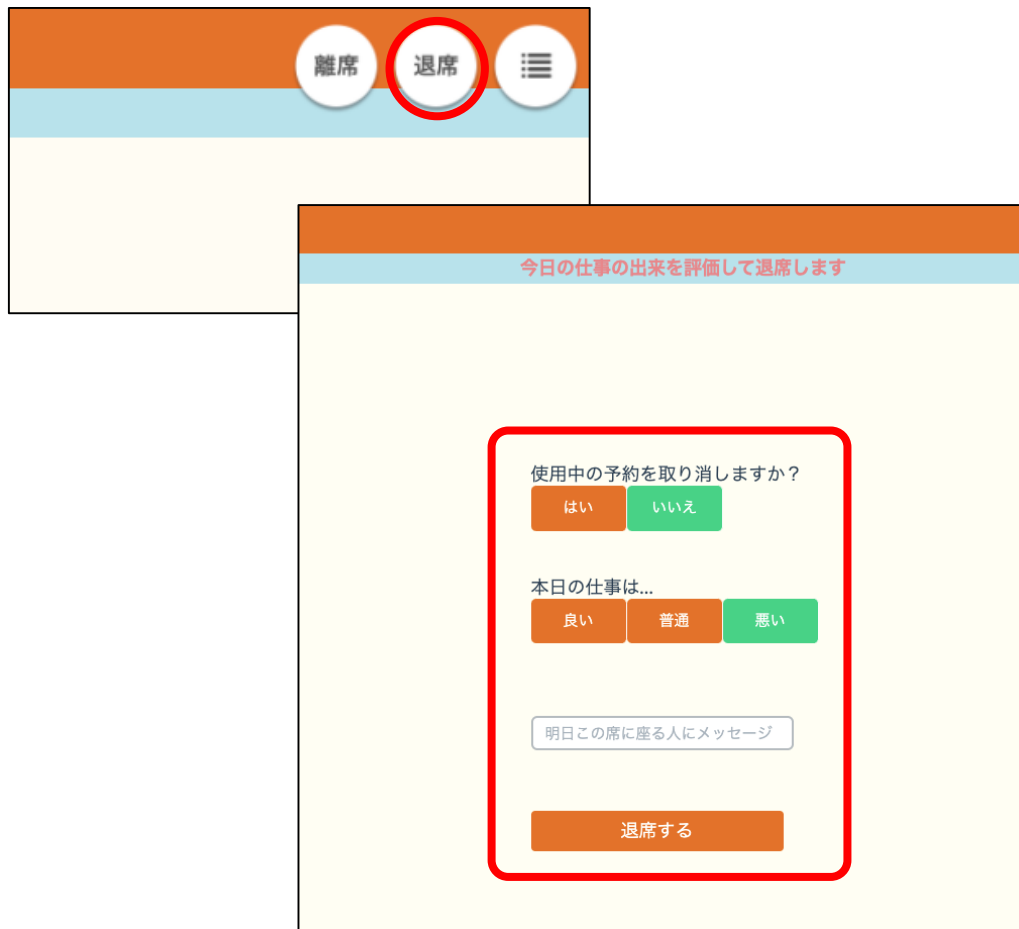 離席 退席
今日の仕事の出来を評価して退席します
使用中の予約を取り消しますか？
はい いいえ
本日の仕事は...
良い 普通 悪い
明日この席に座る人にメッセージ
退席する